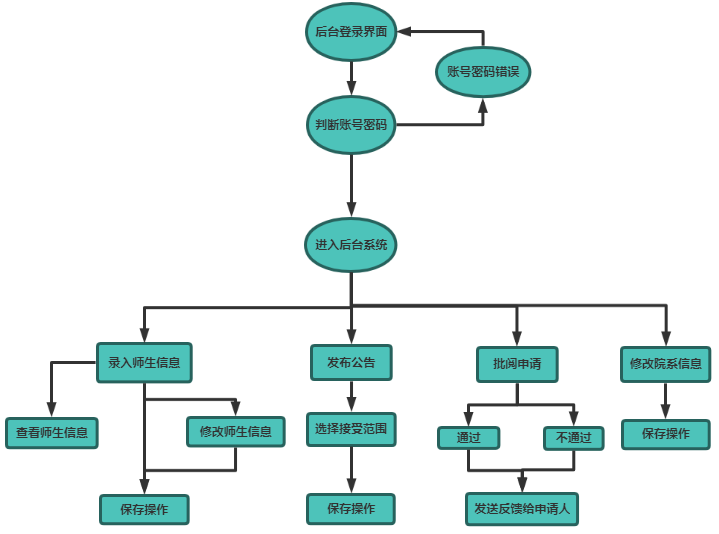 后台登录界面
账号密码错误
判断账号密码
进入后台系统
录入师生信息
发布公告
批阅申请
修改院系信息
查看师生信息
修改师生信息
选择接受范围
通过
不通过
保存操作
保存操作
保存操作
发送反馈给申请人